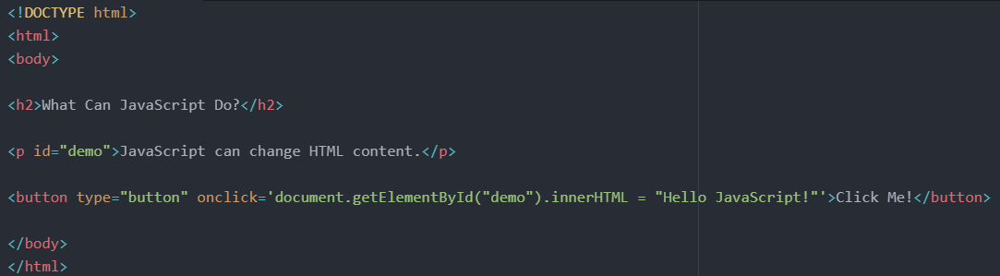 <!DOCTYPE html>
<html>
<body>
<h2>What Can JavaScript Do?</h2>
<p id="demo">JavaScript can change HTML content.</p>
<button type="button" onclick='document.getElementById("demo").innerHTML = "Hello JavaScript!"'>Click Me!</button>
</body>
</html>